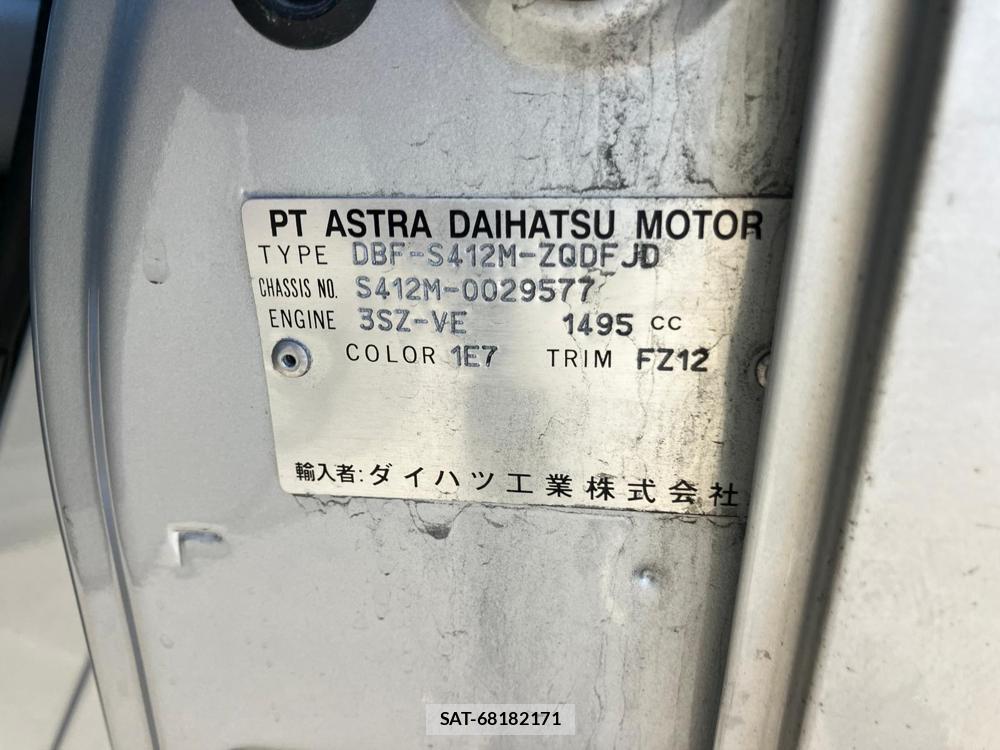 PT ASTRA DAIHATSU MOTOR
TYPE DBF-S412M-ZQDFJD
CHASSIS NO. S412M-0029577
ENGINE 3SZ-VE 1495 CC
COLOR 1E7 TRIM FZ12
輸入者:ダイハツ工業株式会社
SAT-68182171